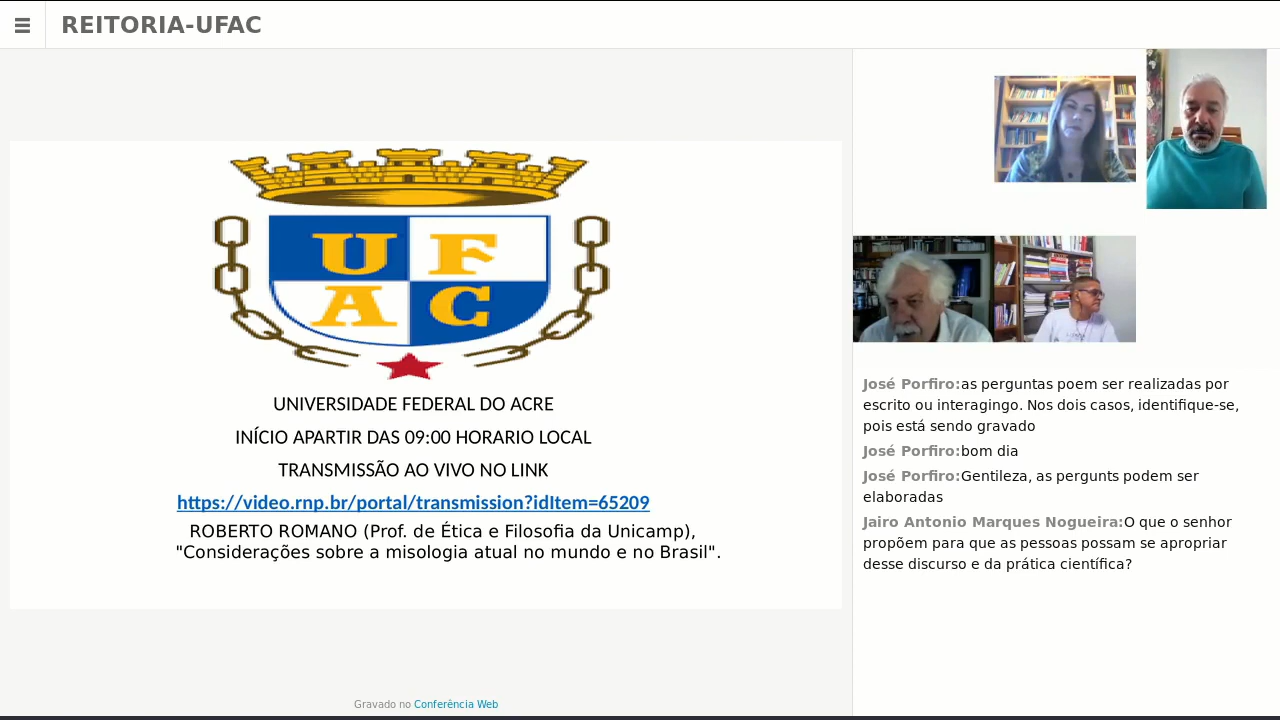 REITORIA-UFAC
U F
A C
UNIVERSIDADE FEDERAL DO ACRE
INÍCIO APARTIR DAS 09:00 HORARIO LOCAL
TRANSMISSÃO AO VIVO NO LINK
https://video.rnp.br/portal/transmission?idItem=65209
ROBERTO ROMANO (Prof. de Ética e Filosofia da Unicamp),
"Considerações sobre a misologia atual no mundo e no Brasil".
Gravado no Conferência Web
José Porfiro:as perguntas poem ser realizadas por
escrito ou interagingo. Nos dois casos, identifique-se,
pois está sendo gravado
José Porfiro:bom dia
José Porfiro:Gentileza, as pergunts podem ser
elaboradas
Jairo Antonio Marques Nogueira:O que o senhor
propõem para que as pessoas possam se apropriar
desse discurso e da prática científica?